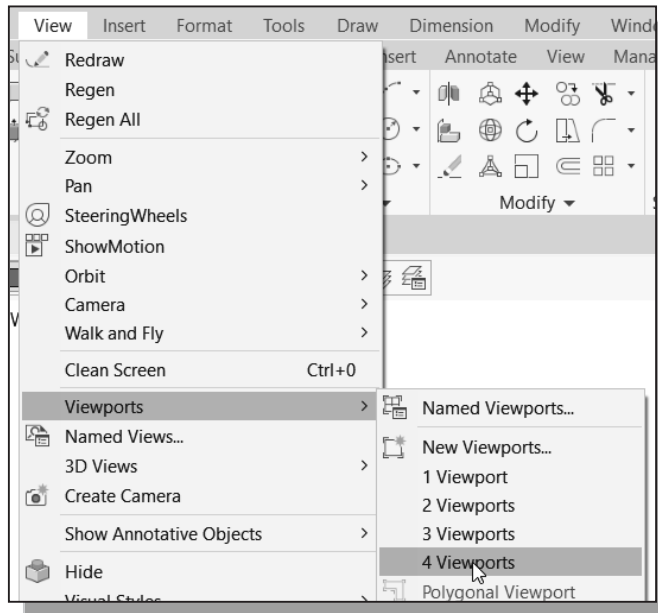 View Insert Format Tools Draw Dimension Modify
Annotate View
Redraw
Regen
Regen All
Zoom
Pan
SteeringWheels
Modify
ShowMotion
Orbit
Camera
Walk and Fly
Clean Screen Ctrl+0
Viewports
Named Views...
3D Views
Create Camera
Show Annotative Objects
Hide
Visual Styles
Named Viewports...
New Viewports...
1 Viewport
2 Viewports
3 Viewports
4 Viewports
Polygonal Viewport